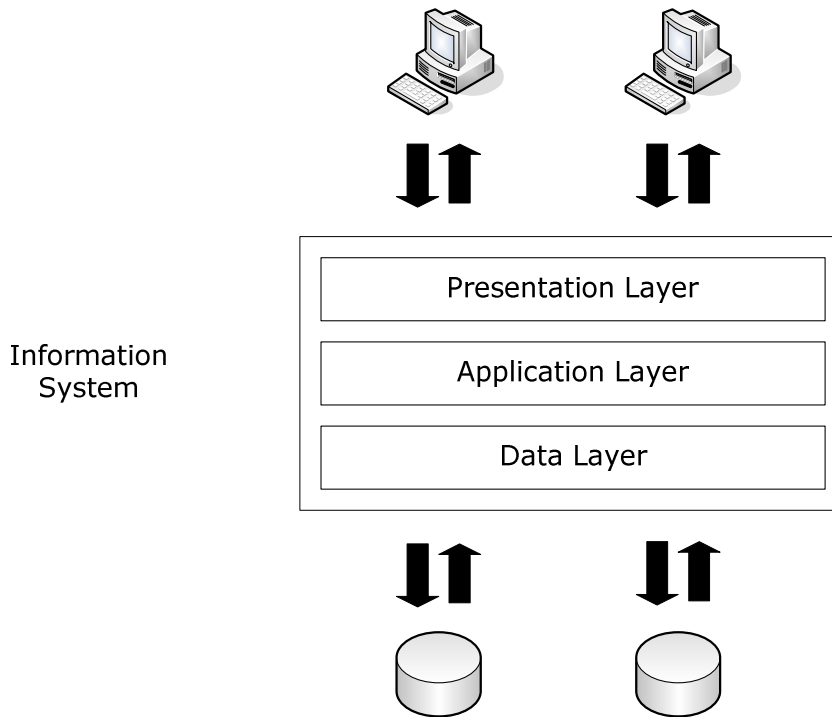 Presentation Layer
Information
System
Application Layer
Data Layer